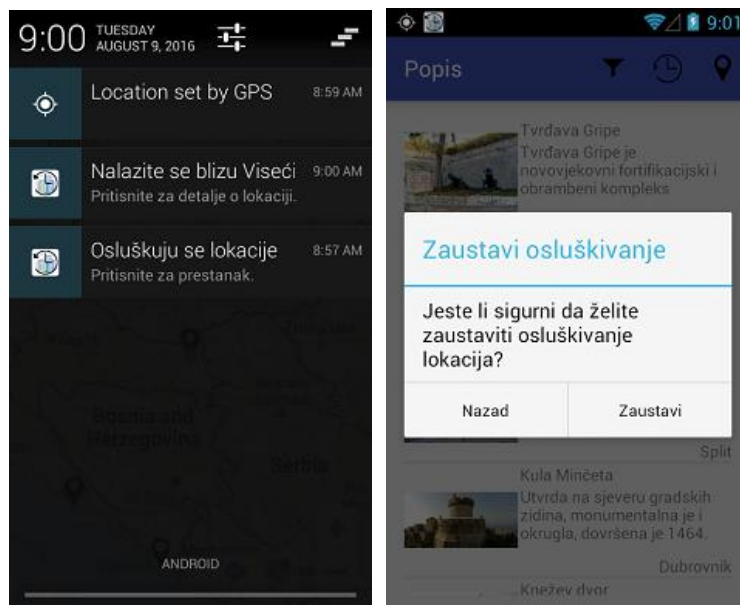 9:00
TUESDAY
AUGUST 9, 2016
Location set by GPS 8:59 AM
Nalazite se blizu Viseći 9:00 AM
Pritisnite za detalje o lokaciji.
Osluškuju se lokacije 8:57 AM
Pritisnite za prestanak.
Bosnia and
Herzegovina
Serbia
ANDROID
9:01
Popis
Tvrđava Gripe
Tvrđava Gripe je
novovjekovni fortifikacijski i
obrambeni kompleks
Zaustavi osluškivanje
Jeste li sigurni da želite
zaustaviti osluškivanje
lokacija?
Nazad Zaustavi
Split
Kula Minčeta
Utvrda na sjeveru gradskih
zidina, monumentalna je i
okrugla, dovršena je 1464.
Dubrovnik
Knežev dvor